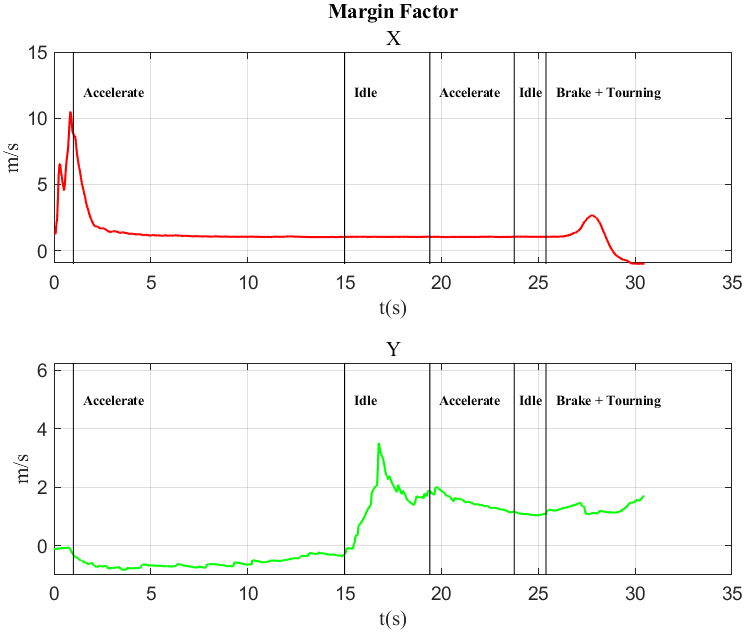 Margin Factor
X
15
10
5
0
m/s
Accelerate
Idle
Accelerate
Idle
Brake + Tourning
0 5 10 15 20 25 30 35
t(s)
Y
6
4
2
0
m/s
Accelerate
Idle
Accelerate
Idle
Brake + Tourning
0 5 10 15 20 25 30 35
t(s)